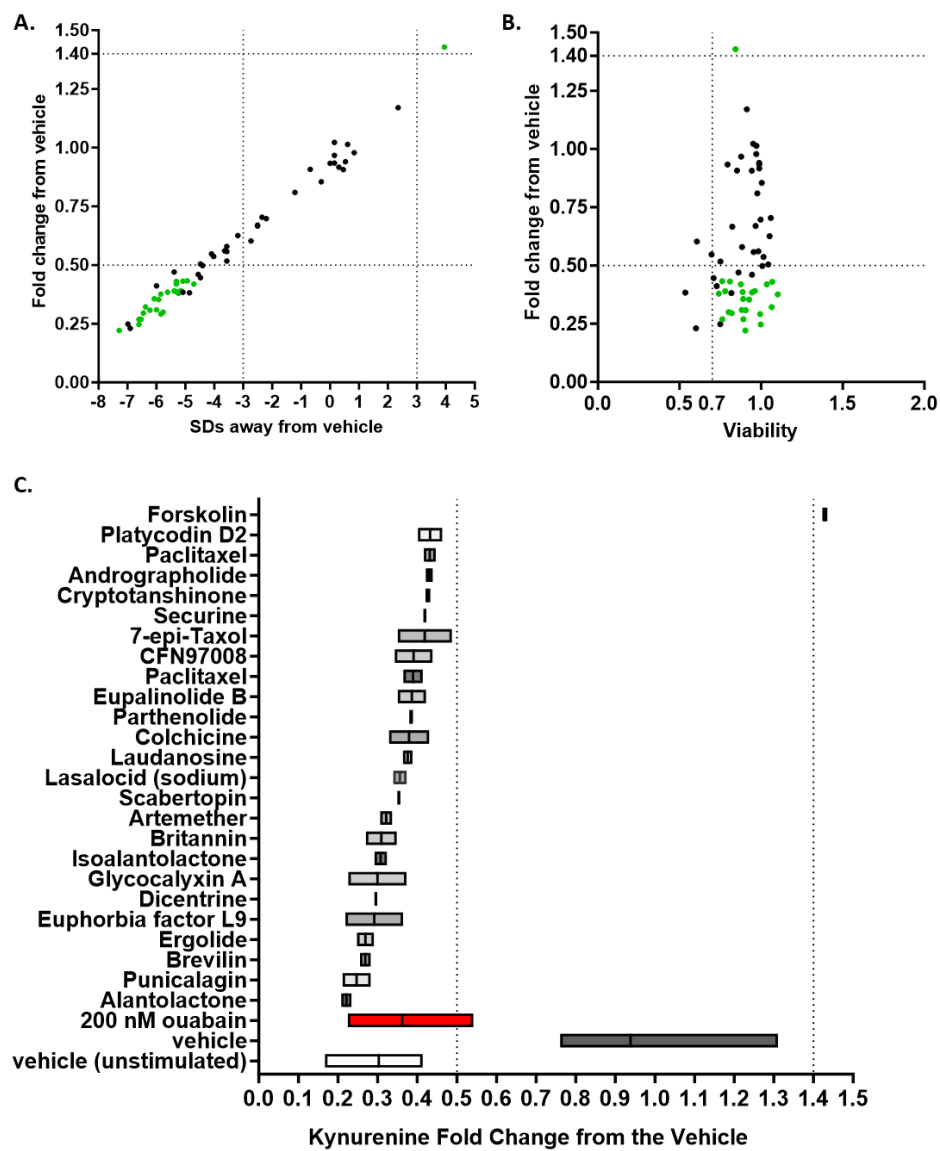 A.
1.50
1.40
1.25
1.00
0.75
0.50
0.25
0.00
Fold change from vehicle
-8 -7 -6 -5 -4 -3 -2 -1 0 1 2 3 4 5
SDs away from vehicle
B.
1.50
1.40
1.25
1.00
0.75
0.50
0.25
0.00
Fold change from vehicle
0.0 0.5 0.7 1.0 1.5 2.0
Viability
C.
Forskolin
Platycodin D2
Paclitaxel
Andrographolide
Cryptotanshinone
Securine
7-epi-Taxol
CFN97008
Paclitaxel
Eupalinolide B
Parthenolide
Colchicine
Laudanosine
Lasalocid (sodium)
Scabertopin
Artemether
Britannin
Isoalantolactone
Glycocalyxin A
Dicentrine
Euphorbia factor L9
Ergolide
Brevilin
Punicalagin
Alantolactone
200 nM ouabain
vehicle
vehicle (unstimulated)
0.0 0.1 0.2 0.3 0.4 0.5 0.6 0.7 0.8 0.9 1.0 1.1 1.2 1.3 1.4 1.5
Kynurenine Fold Change from the Vehicle